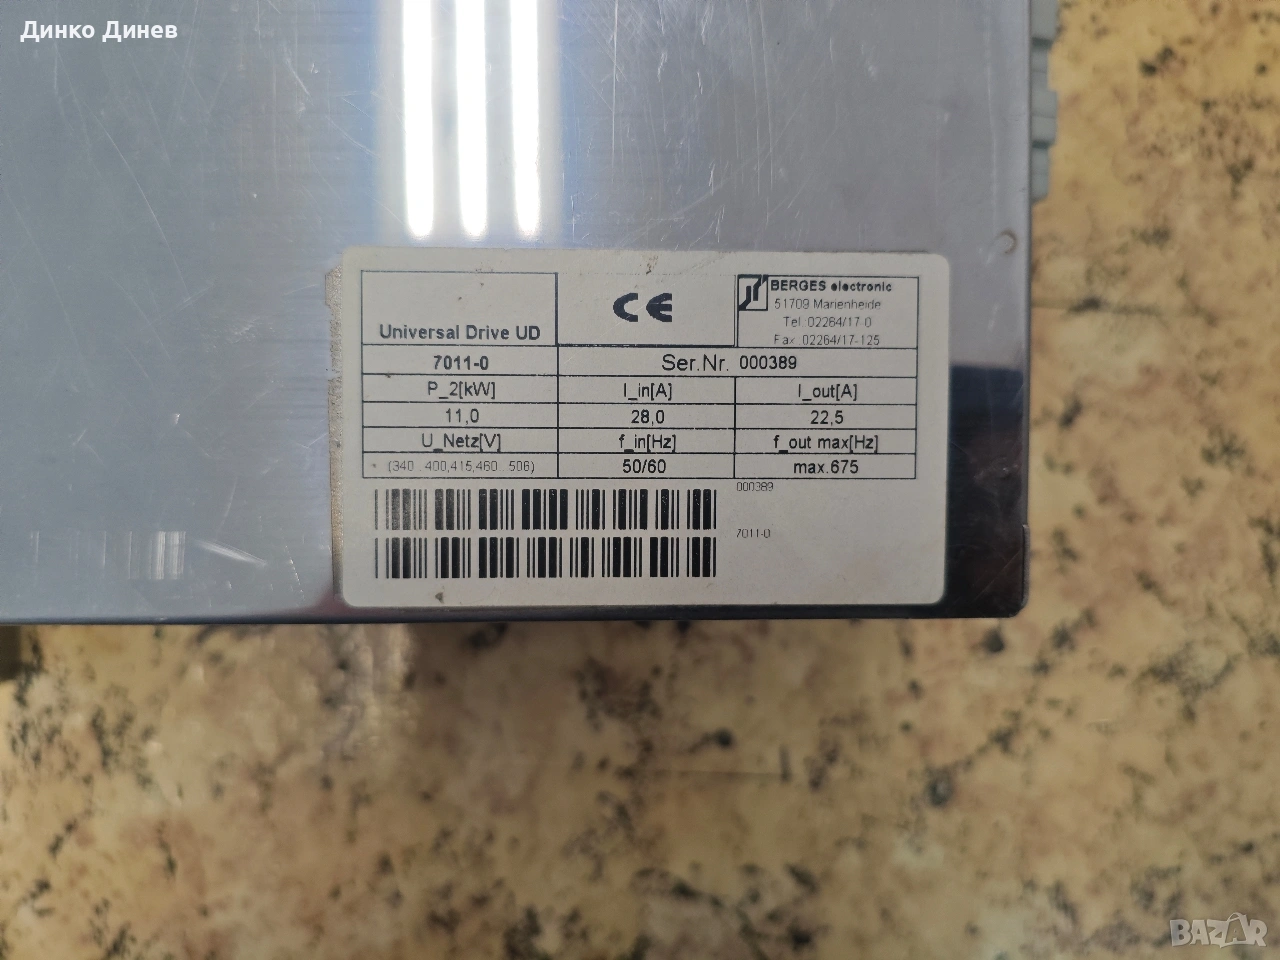 Динко Динев
BERGES electronic
51709 Marienheide
Tel.:02264/17-0
Fax.:02264/17-125
CE
Universal Drive UD
7011-0 Ser.Nr. 000389
P_2[kW] I_in[A] I_out[A]
11,0 28,0 22,5
U_Netz[V] f_in[Hz] f_out max[Hz]
(340...400,415,460...506) 50/60 max.675
000389
7011-0
BAZAR